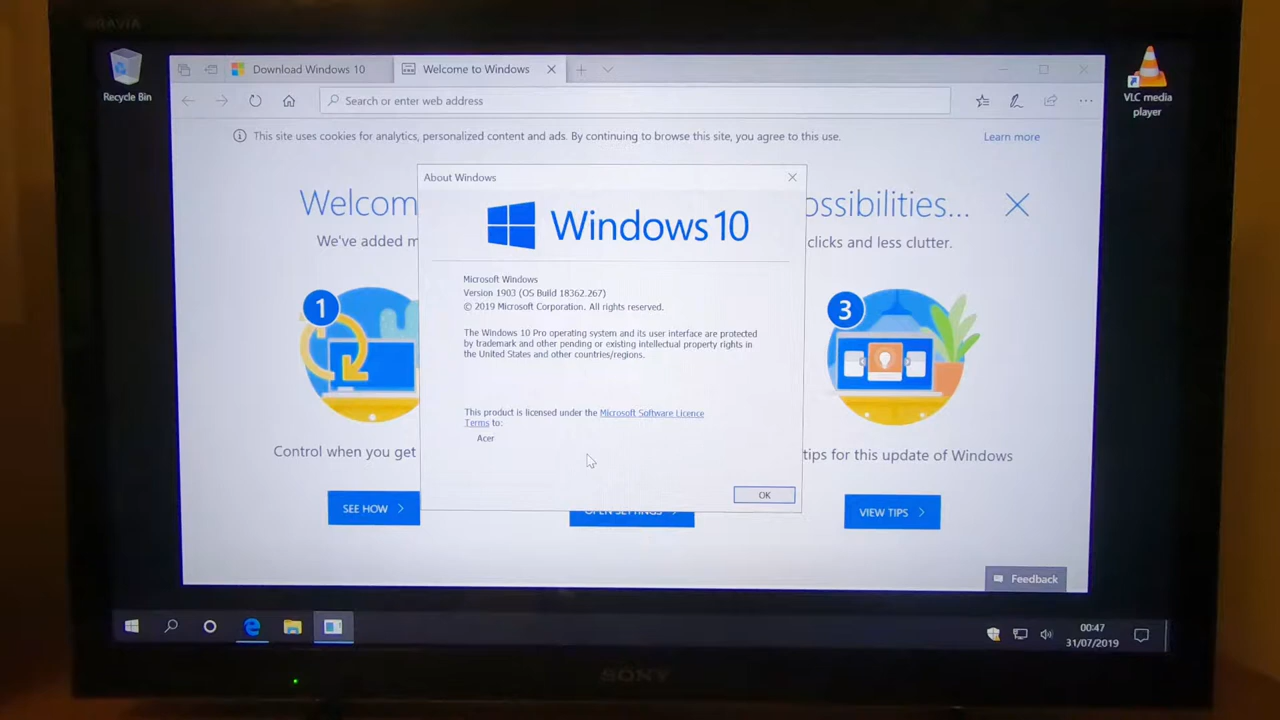 BRAVIA
Recycle Bin
Download Windows 10
Welcome to Windows
Search or enter web address
VLC media
player
This site uses cookies for analytics, personalized content and ads. By continuing to browse this site, you agree to this use.
Learn more
About Windows
Windows 10
Welcom
ossibilities...
We've added m
clicks and less clutter.
Microsoft Windows
Version 1903 (OS Build 18362.267)
© 2019 Microsoft Corporation. All rights reserved.
The Windows 10 Pro operating system and its user interface are protected
by trademark and other pending or existing intellectual property rights in
the United States and other countries/regions.
1
3
This product is licensed under the Microsoft Software Licence
Terms to:
Acer
Control when you get
tips for this update of Windows
OK
SEE HOW
OPEN SETTINGS
VIEW TIPS
Feedback
00:47
31/07/2019
SONY